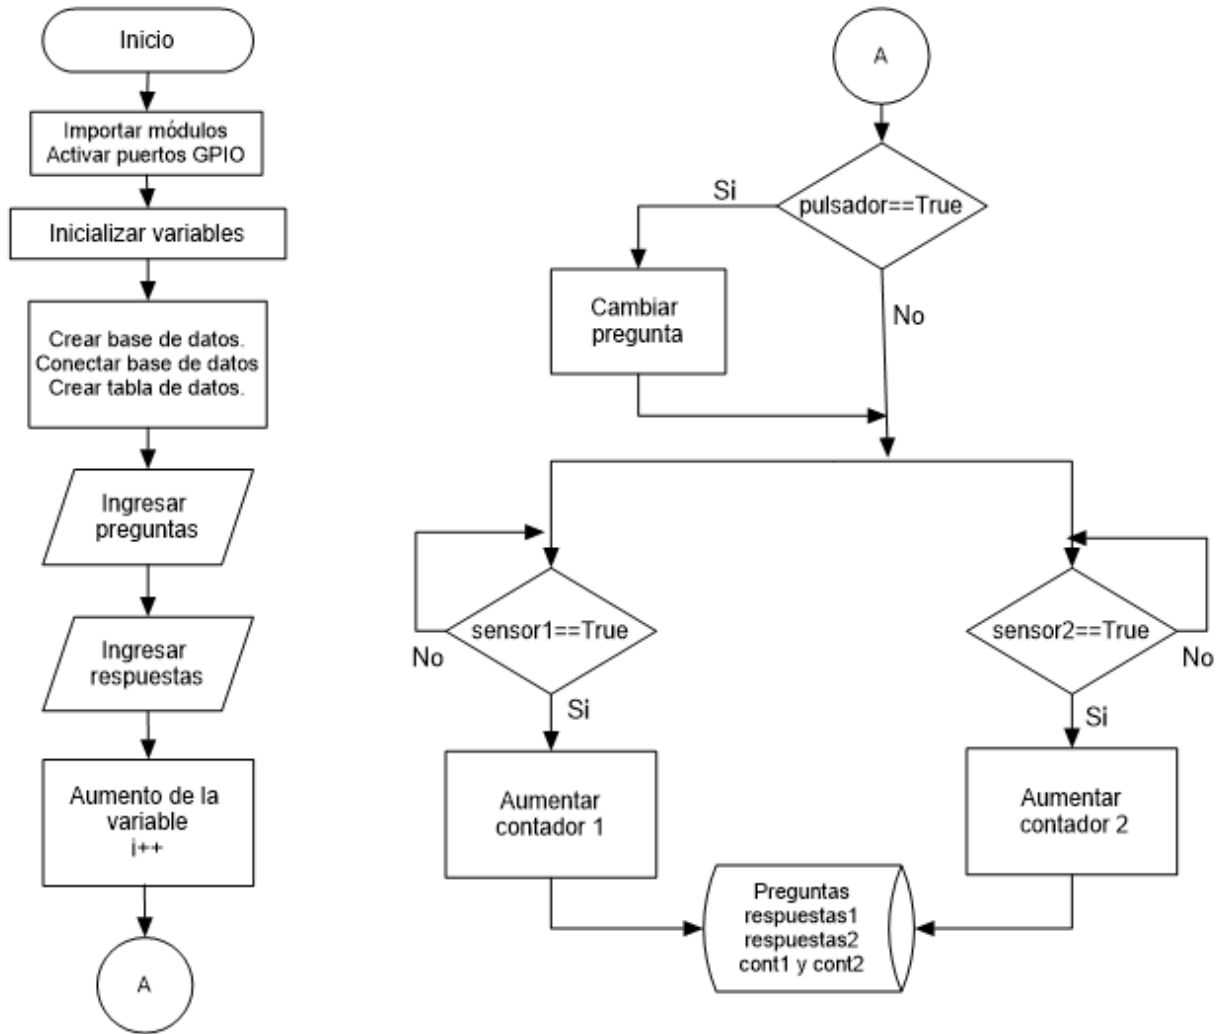 Inicio
Importar módulos
Activar puertos GPIO
Inicializar variables
Crear base de datos.
Conectar base de datos
Crear tabla de datos.
Ingresar
preguntas
Ingresar
respuestas
Aumento de la
variable
i++
A
A
pulsador==True
Si
No
Cambiar
pregunta
sensor1==True
No
Si
Aumentar
contador 1
sensor2==True
No
Si
Aumentar
contador 2
Preguntas
respuestas1
respuestas2
cont1 y cont2